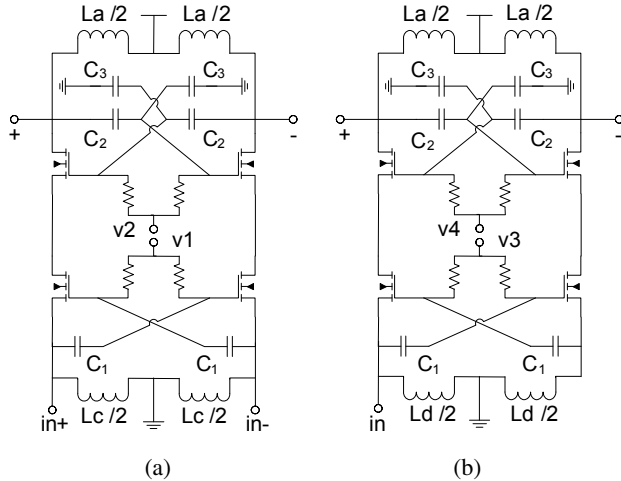 La /2 La /2 La /2 La /2
C3 C3 C3 C3
+ - + -
C2 C2 C2 C2
v2 v1 v4 v3
C1 C1 C1 C1
in+ Lc/2 Lc/2 in- in Ld/2 Ld/2
(a) (b)